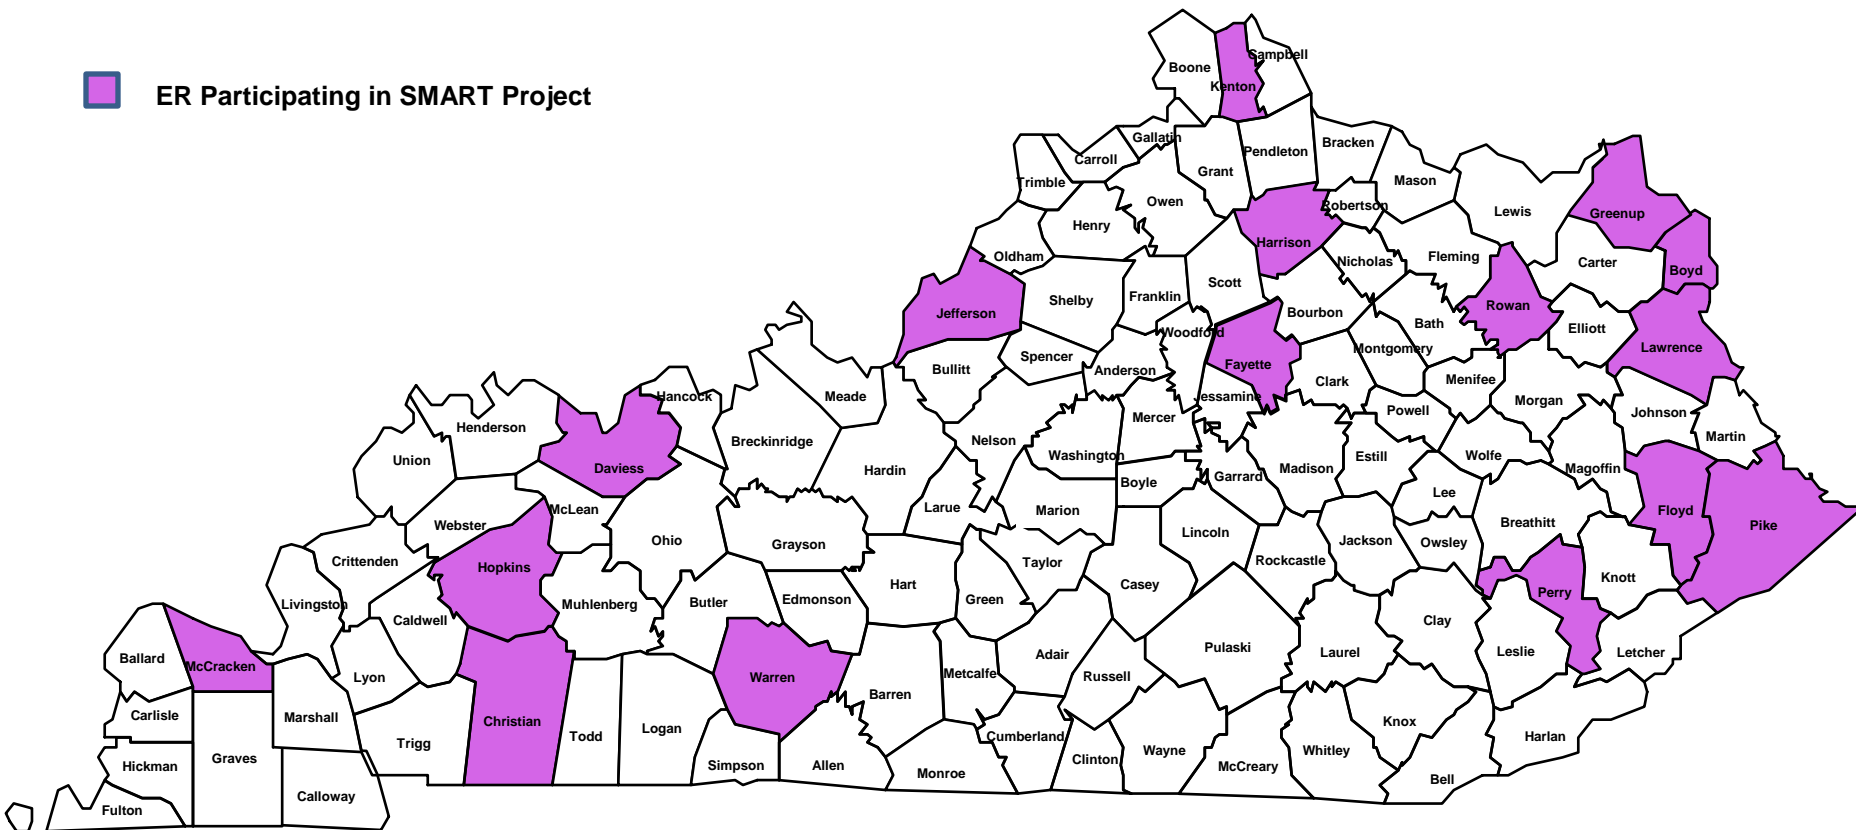 ER Participating in SMART Project
Boone
Campbell
Kenton
Gallatin
Carroll
Grant
Pendleton
Bracken
Trimble
Owen
Mason
Robertson
Lewis
Greenup
Henry
Harrison
Oldham
Nicholas
Fleming
Carter
Boyd
Jefferson
Shelby
Franklin
Scott
Bourbon
Rowan
Bath
Elliott
Woodford
Lawrence
Spencer
Montgomery
Bullitt
Anderson
Fayette
Clark
Menifee
Meade
Hancock
Jessamine
Powell
Morgan
Johnson
Henderson
Mercer
Martin
Breckinridge
Nelson
Washington
Union
Daviess
Hardin
Madison
Estill
Wolfe
Magoffin
Garrard
Boyle
Lee
McLean
Larue
Marion
Floyd
Pike
Webster
Ohio
Grayson
Lincoln
Jackson
Owsley
Breathitt
Crittenden
Hopkins
Taylor
Rockcastle
Knott
Hart
Casey
Perry
Livingston
Caldwell
Muhlenberg
Butler
Edmonson
Green
Clay
Ballard
McCracken
Lyon
Warren
Metcalfe
Adair
Russell
Pulaski
Laurel
Leslie
Letcher
Barren
Carlisle
Marshall
Christian
Todd
Logan
Knox
Trigg
Cumberland
Wayne
Whitley
Harlan
Hickman
Graves
Simpson
Allen
Monroe
Clinton
McCreary
Bell
Fulton
Calloway